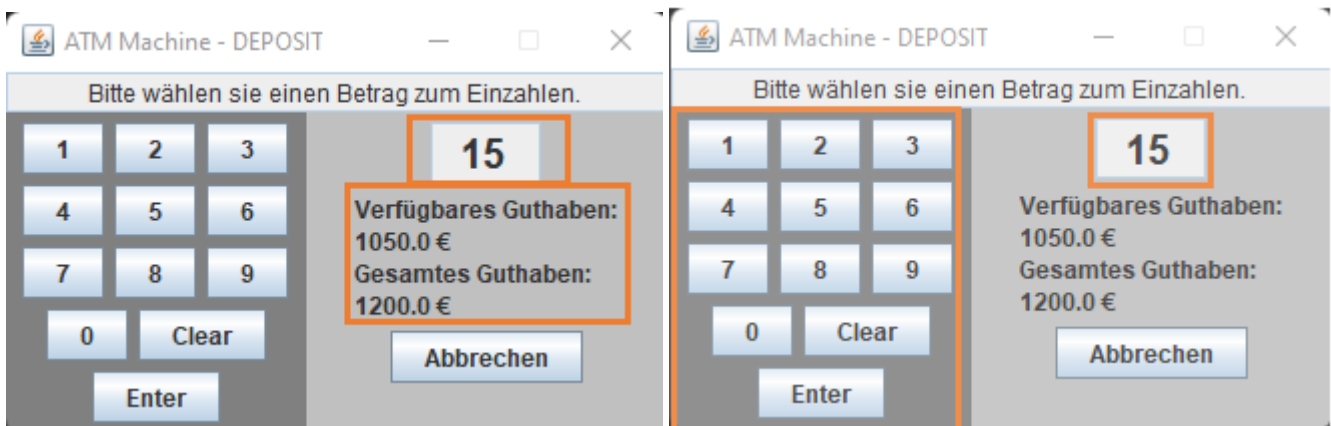 ATM Machine - DEPOSIT
Bitte wählen sie einen Betrag zum Einzahlen.
1 2 3
4 5 6
7 8 9
0 Clear
Enter
15
Verfügbares Guthaben:
1050.0 €
Gesamtes Guthaben:
1200.0 €
Abbrechen
ATM Machine - DEPOSIT
Bitte wählen sie einen Betrag zum Einzahlen.
1 2 3
4 5 6
7 8 9
0 Clear
Enter
15
Verfügbares Guthaben:
1050.0 €
Gesamtes Guthaben:
1200.0 €
Abbrechen